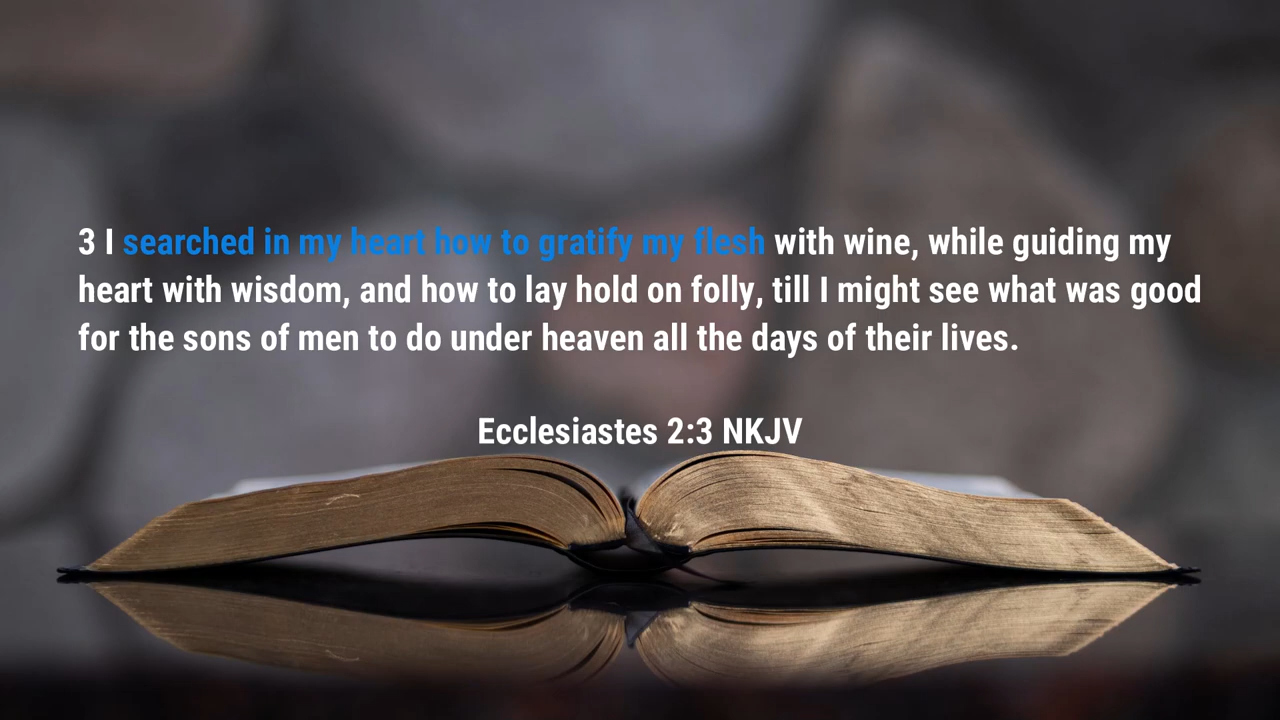 3 I searched in my heart how to gratify my flesh with wine, while guiding my
heart with wisdom, and how to lay hold on folly, till I might see what was good
for the sons of men to do under heaven all the days of their lives.
Ecclesiastes 2:3 NKJV